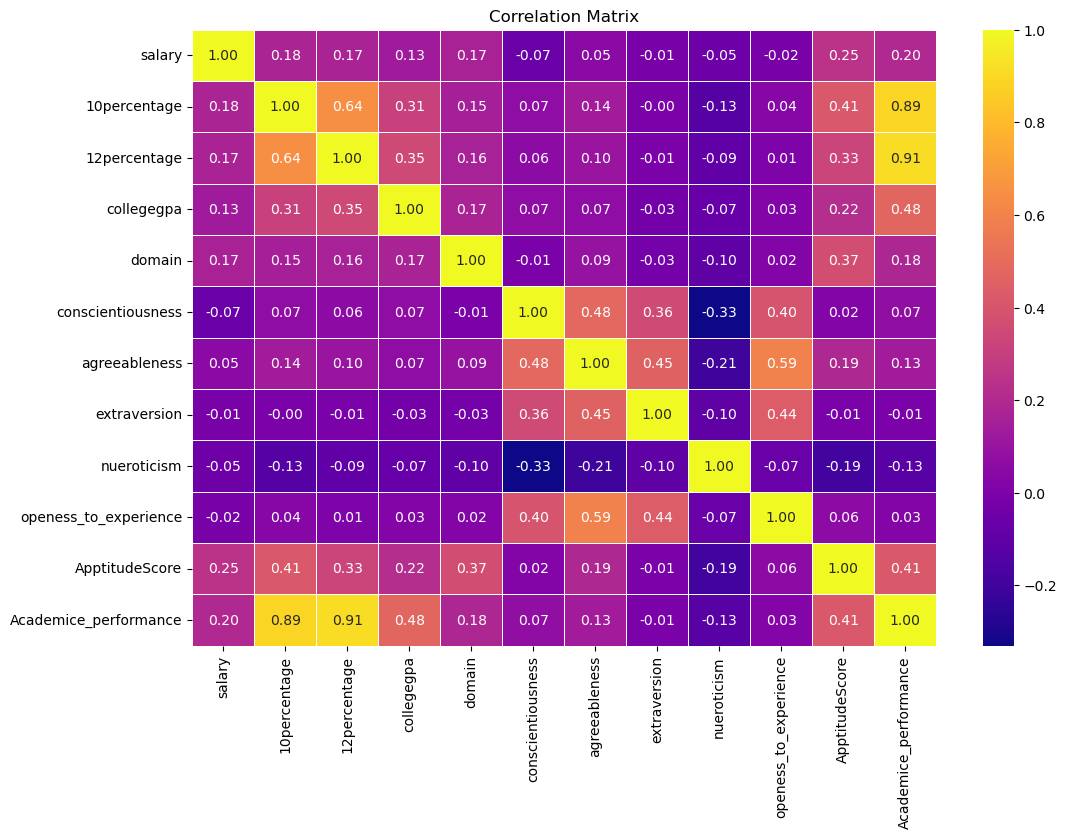 Correlation Matrix
salary 1.00 0.18 0.17 0.13 0.17 -0.07 0.05 -0.01 -0.05 -0.02 0.25 0.20
10percentage 0.18 1.00 0.64 0.31 0.15 0.07 0.14 -0.00 -0.13 0.04 0.41 0.89
12percentage 0.17 0.64 1.00 0.35 0.16 0.06 0.10 -0.01 -0.09 0.01 0.33 0.91
collegegpa 0.13 0.31 0.35 1.00 0.17 0.07 0.07 -0.03 -0.07 0.03 0.22 0.48
domain 0.17 0.15 0.16 0.17 1.00 -0.01 0.09 -0.03 -0.10 0.02 0.37 0.18
conscientiousness -0.07 0.07 0.06 0.07 -0.01 1.00 0.48 0.36 -0.33 0.40 0.02 0.07
agreeableness 0.05 0.14 0.10 0.07 0.09 0.48 1.00 0.45 -0.21 0.59 0.19 0.13
extraversion -0.01 -0.00 -0.01 -0.03 -0.03 0.36 0.45 1.00 -0.10 0.44 -0.01 -0.01
nueroticism -0.05 -0.13 -0.09 -0.07 -0.10 -0.33 -0.21 -0.10 1.00 -0.07 -0.19 -0.13
openess_to_experience -0.02 0.04 0.01 0.03 0.02 0.40 0.59 0.44 -0.07 1.00 0.06 0.03
ApptitudeScore 0.25 0.41 0.33 0.22 0.37 0.02 0.19 -0.01 -0.19 0.06 1.00 0.41
Academice_performance 0.20 0.89 0.91 0.48 0.18 0.07 0.13 -0.01 -0.13 0.03 0.41 1.00
salary
10percentage
12percentage
collegegpa
domain
conscientiousness
agreeableness
extraversion
nueroticism
openess_to_experience
ApptitudeScore
Academice_performance
1.0
0.8
0.6
0.4
0.2
0.0
−0.2